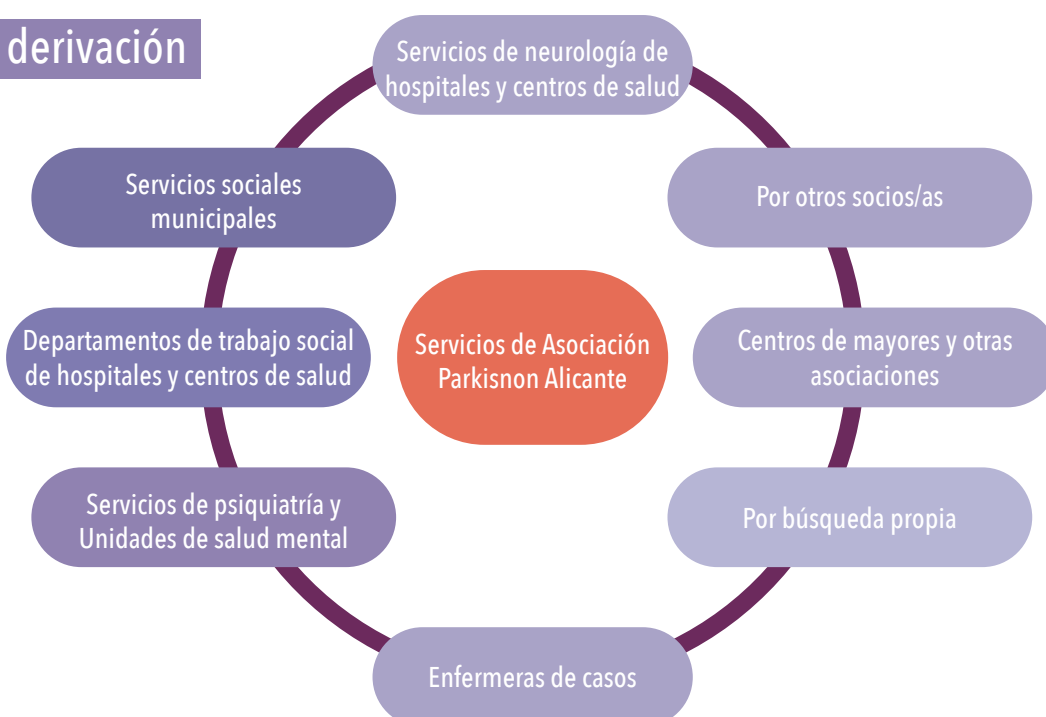 derivación
Servicios de neurología de
hospitales y centros de salud
Servicios sociales
municipales
Por otros socios/as
Departamentos de trabajo social
de hospitales y centros de salud
Servicios de Asociación
Parkisnon Alicante
Centros de mayores y otras
asociaciones
Servicios de psiquiatría y
Unidades de salud mental
Por búsqueda propia
Enfermeras de casos